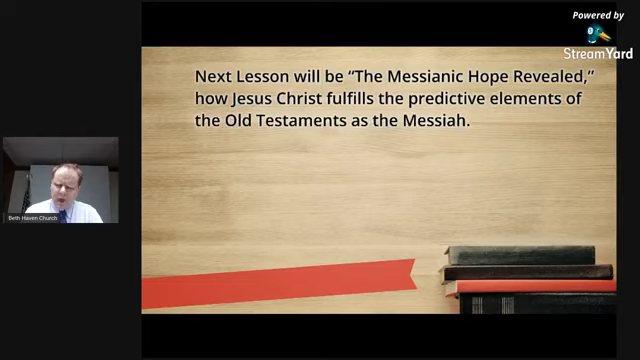 Powered by
StreamYard
Next Lesson will be “The Messianic Hope Revealed,”
how Jesus Christ fulfills the predictive elements of
the Old Testaments as the Messiah.
Beth Haven Church